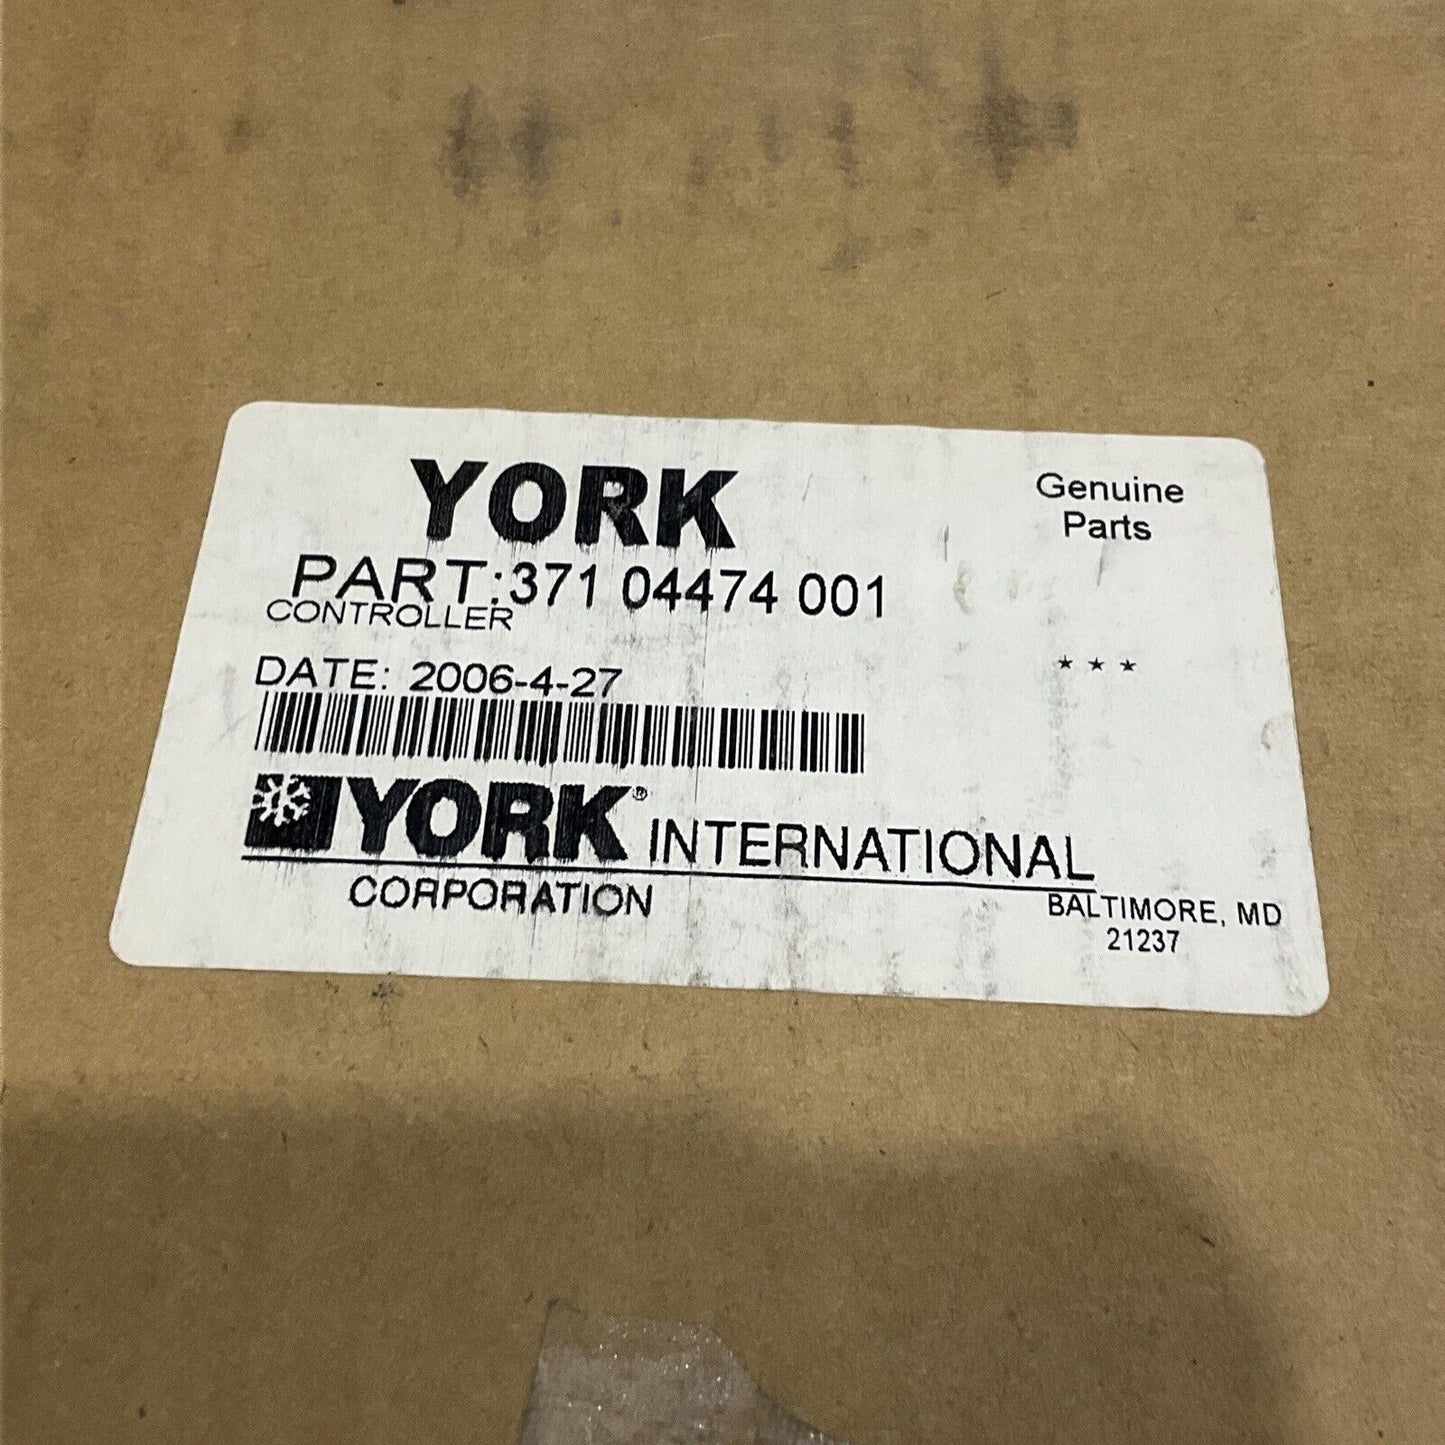 YORK
Genuine
Parts
PART:371 04474 001
CONTROLLER
DATE: 2006-4-27
***
YORK® INTERNATIONAL
CORPORATION
BALTIMORE, MD
21237